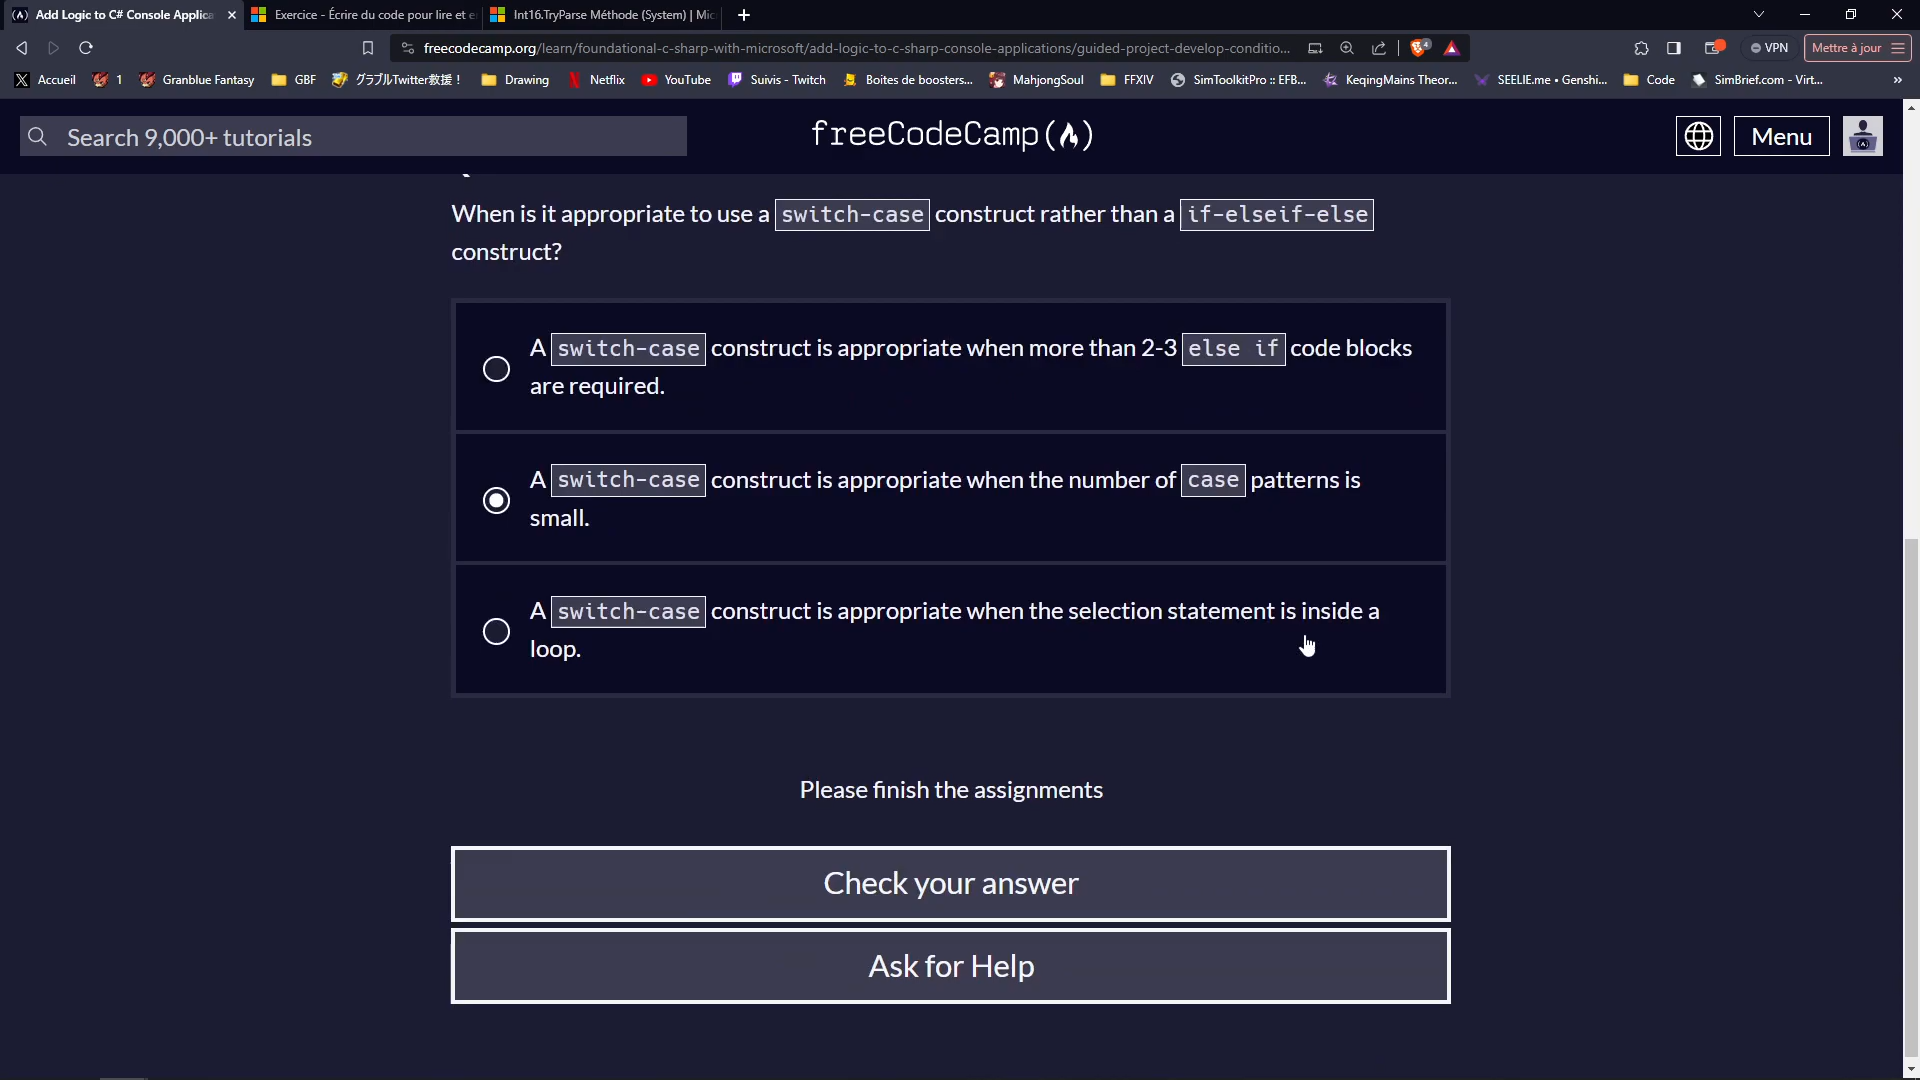 Add Logic to C# Console Applica
Exercice - Écrire du code pour lire et e
Int16.TryParse Méthode (System) | Mic
freecodecamp.org/learn/foundational-c-sharp-with-microsoft/add-logic-to-c-sharp-console-applications/guided-project-develop-conditio...
VPN
Mettre à jour
Accueil
1
Granblue Fantasy
GBF
グラブルTwitter救援！
Drawing
Netflix
YouTube
Suivis - Twitch
Boites de boosters...
MahjongSoul
FFXIV
SimToolkitPro :: EFB...
KeqingMains Theor...
SEELIE.me • Genshi...
Code
SimBrief.com - Virt...
»
Search 9,000+ tutorials
freeCodeCamp
Menu
When is it appropriate to use a switch-case construct rather than a if-elseif-else
construct?
A switch-case construct is appropriate when more than 2-3 else if code blocks
are required.
A switch-case construct is appropriate when the number of case patterns is
small.
A switch-case construct is appropriate when the selection statement is inside a
loop.
Please finish the assignments
Check your answer
Ask for Help